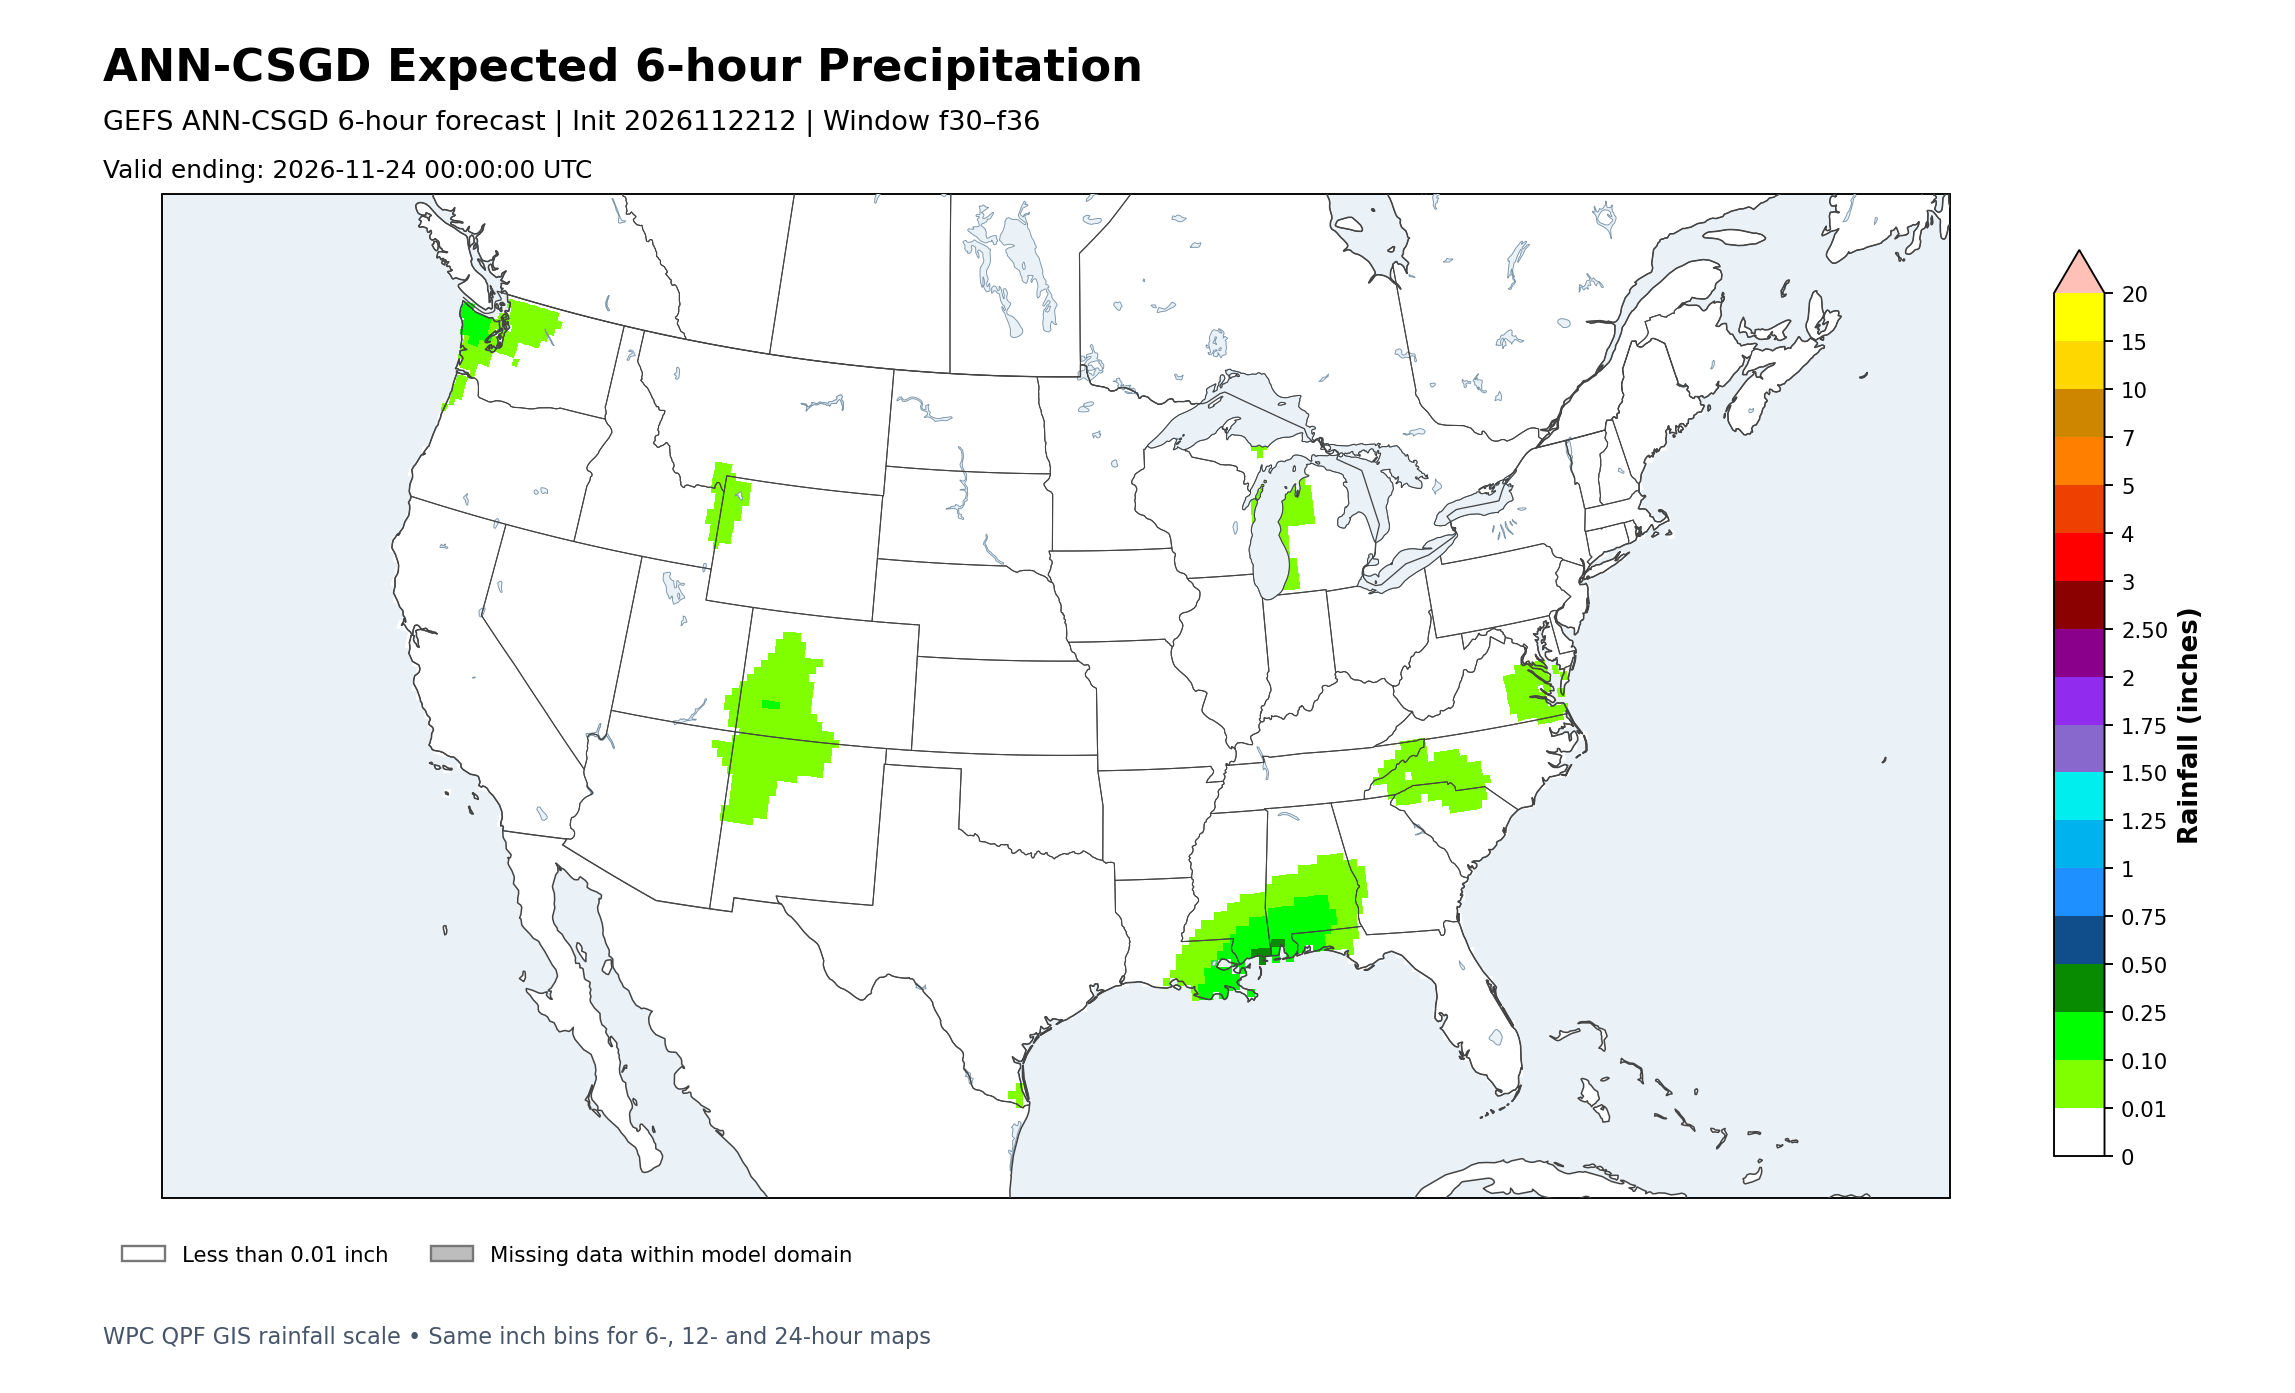 ANN-CSGD Expected 6-hour Precipitation
GEFS ANN-CSGD 6-hour forecast | Init 2026112212 | Window f30–f36
Valid ending: 2026-11-24 00:00:00 UTC
20
15
10
7
5
4
3
2.50
2
1.75
1.50
1.25
1
0.75
0.50
0.25
0.10
0.01
0
Rainfall (inches)
Less than 0.01 inch
Missing data within model domain
WPC QPF GIS rainfall scale • Same inch bins for 6-, 12- and 24-hour maps